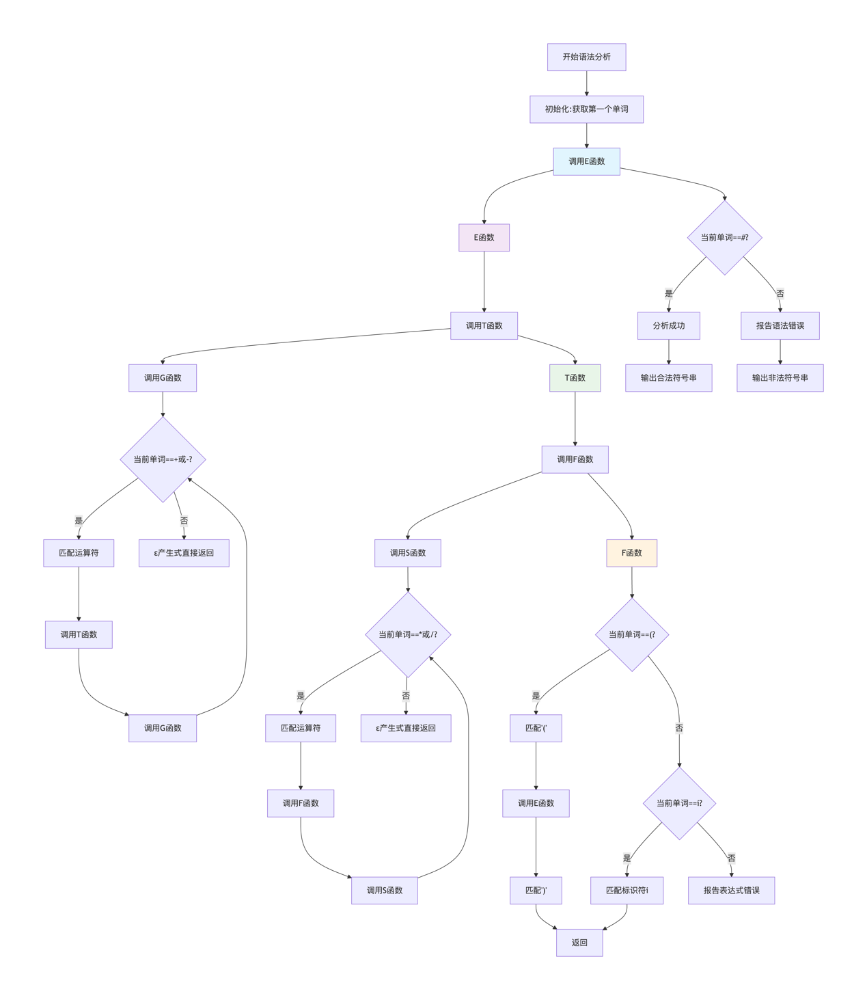 开始语法分析
初始化:获取第一个单词
调用E函数
E函数
当前单词==#?
是
否
调用T函数
分析成功
报告语法错误
调用G函数
T函数
输出合法符号串
输出非法符号串
当前单词==+或-?
调用F函数
是
否
匹配运算符
ε产生式直接返回
调用S函数
F函数
调用T函数
当前单词==*或/?
当前单词==(?
是
否
是
调用G函数
匹配运算符
ε产生式直接返回
匹配'('
否
调用F函数
调用E函数
当前单词==i?
是
否
调用S函数
匹配')'
匹配标识符i
报告表达式错误
返回